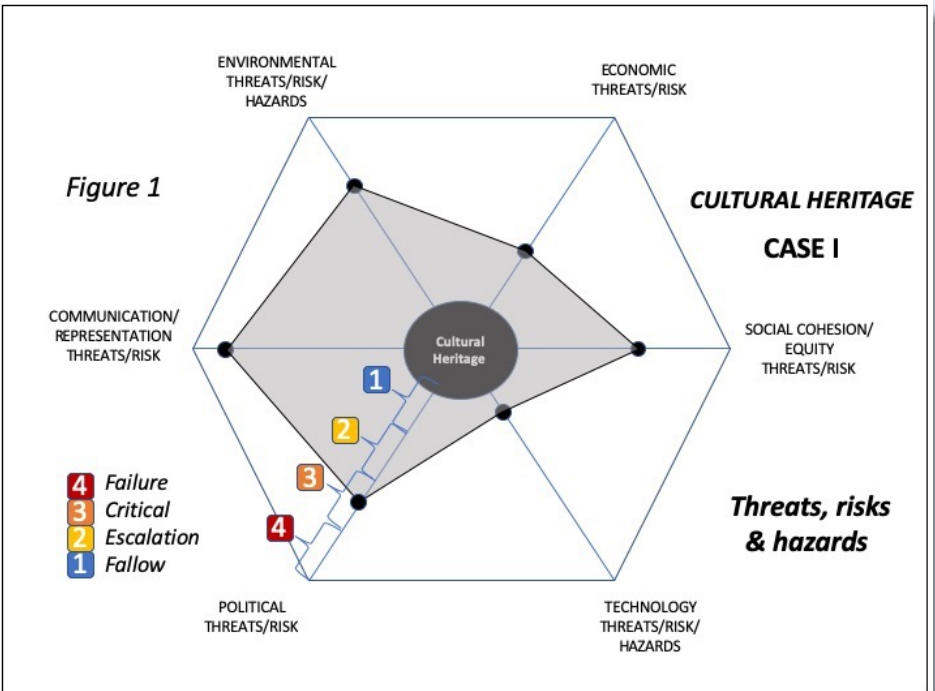 ENVIRONMENTAL
THREATS/RISK/
HAZARDS
ECONOMIC
THREATS/RISK
Figure 1
CULTURAL HERITAGE
CASE I
COMMUNICATION/
REPRESENTATION
THREATS/RISK
Cultural
Heritage
SOCIAL COHESION/
EQUITY
THREATS/RISK
1
2
3
4
4 Failure
3 Critical
2 Escalation
1 Fallow
Threats, risks
& hazards
POLITICAL
THREATS/RISK
TECHNOLOGY
THREATS/RISK/
HAZARDS